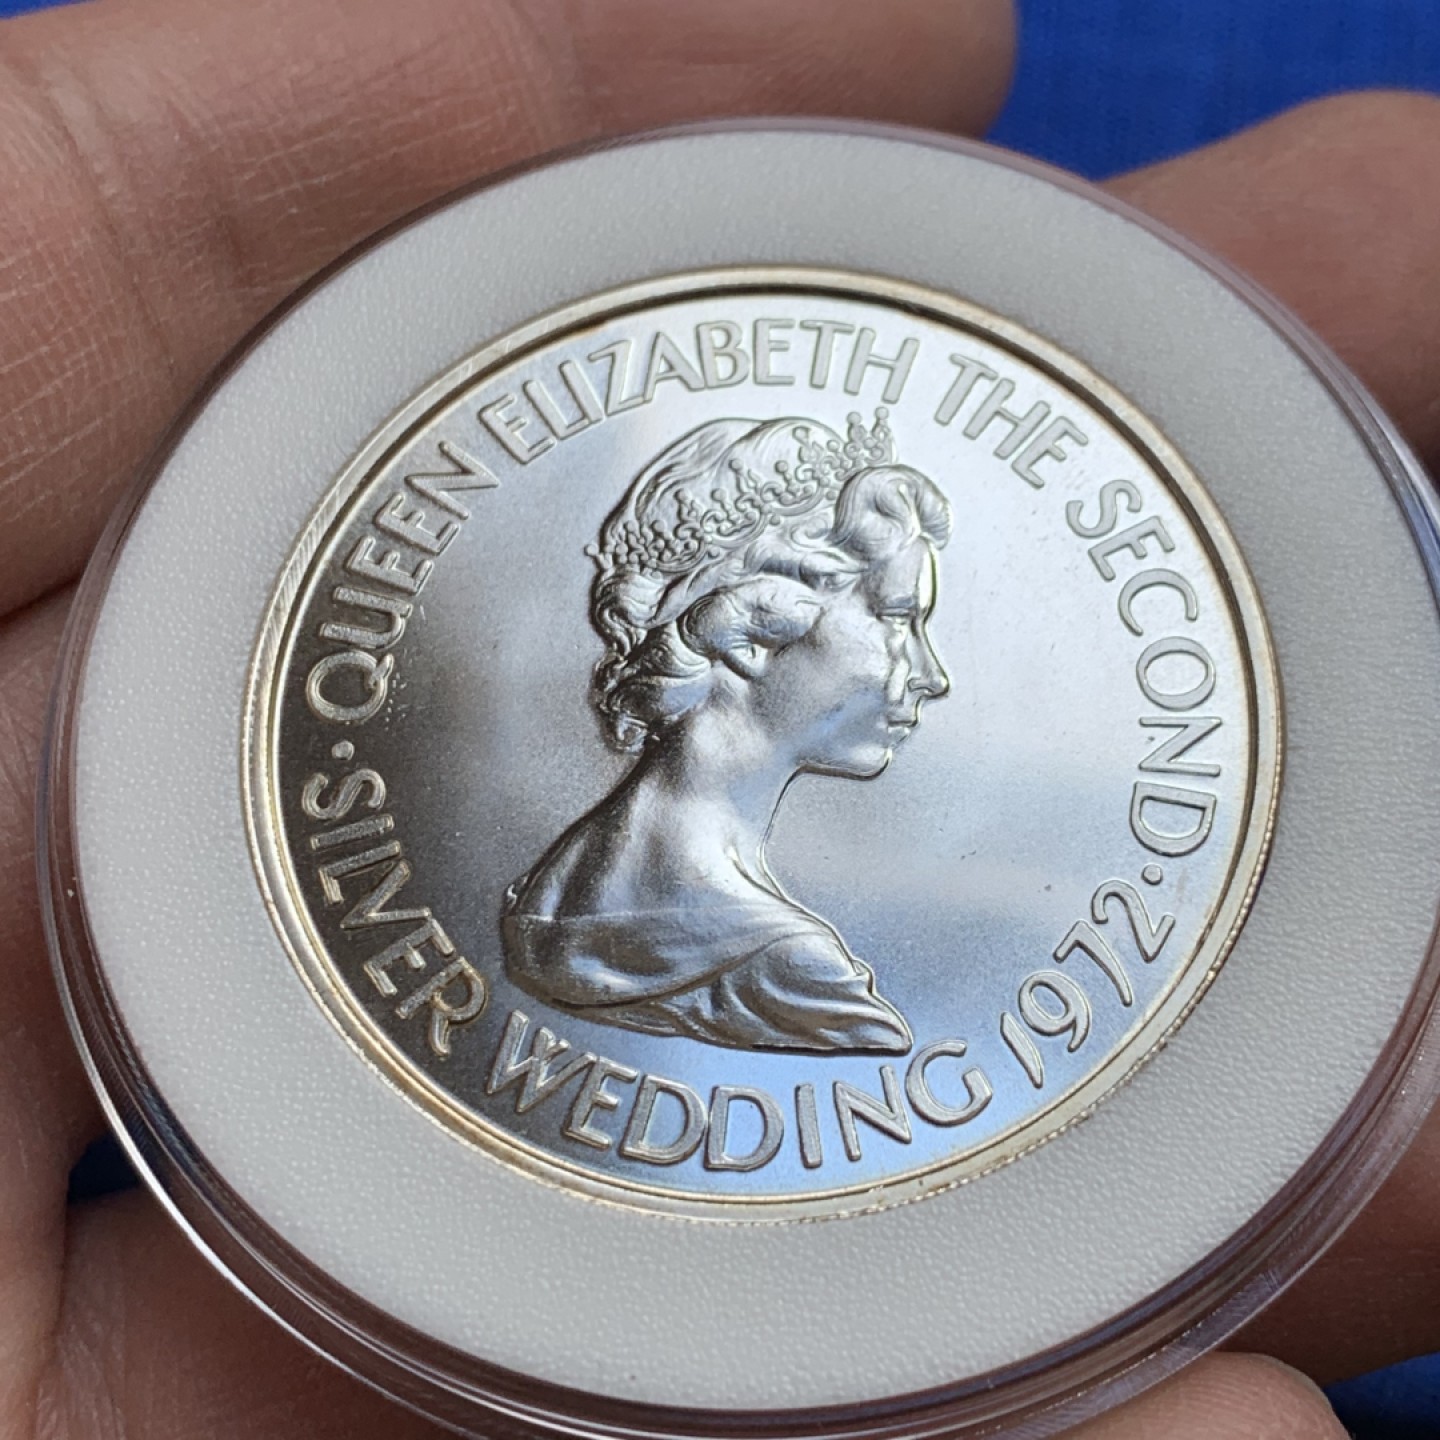 · QUEEN ELIZABETH THE SECOND ·
SILVER WEDDING 1972